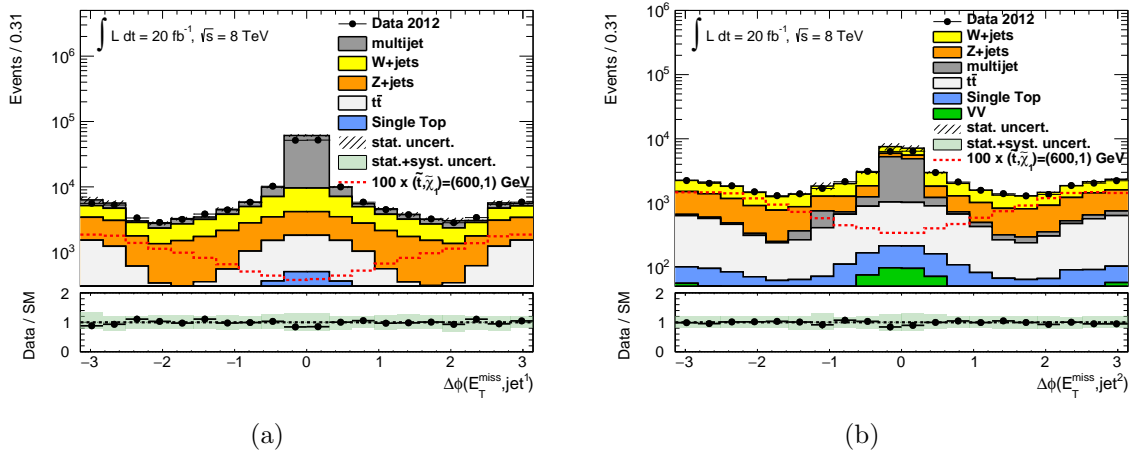 ∫ L dt = 20 fb⁻¹, √s = 8 TeV
Data 2012
multijet
W+jets
Z+jets
tt̄
Single Top
stat. uncert.
stat.+syst. uncert.
100 x (t̃,χ̃₁)=(600,1) GeV
Events / 0.31
10⁶
10⁵
10⁴
10³
Data / SM
2
1
0
−3 −2 −1 0 1 2 3
Δϕ(E_T^miss,jet¹)
(a)
∫ L dt = 20 fb⁻¹, √s = 8 TeV
Data 2012
W+jets
Z+jets
multijet
tt̄
Single Top
VV
stat. uncert.
stat.+syst. uncert.
100 x (t̃,χ̃₁)=(600,1) GeV
Events / 0.31
10⁶
10⁵
10⁴
10³
10²
Data / SM
2
1
0
−3 −2 −1 0 1 2 3
Δϕ(E_T^miss,jet²)
(b)